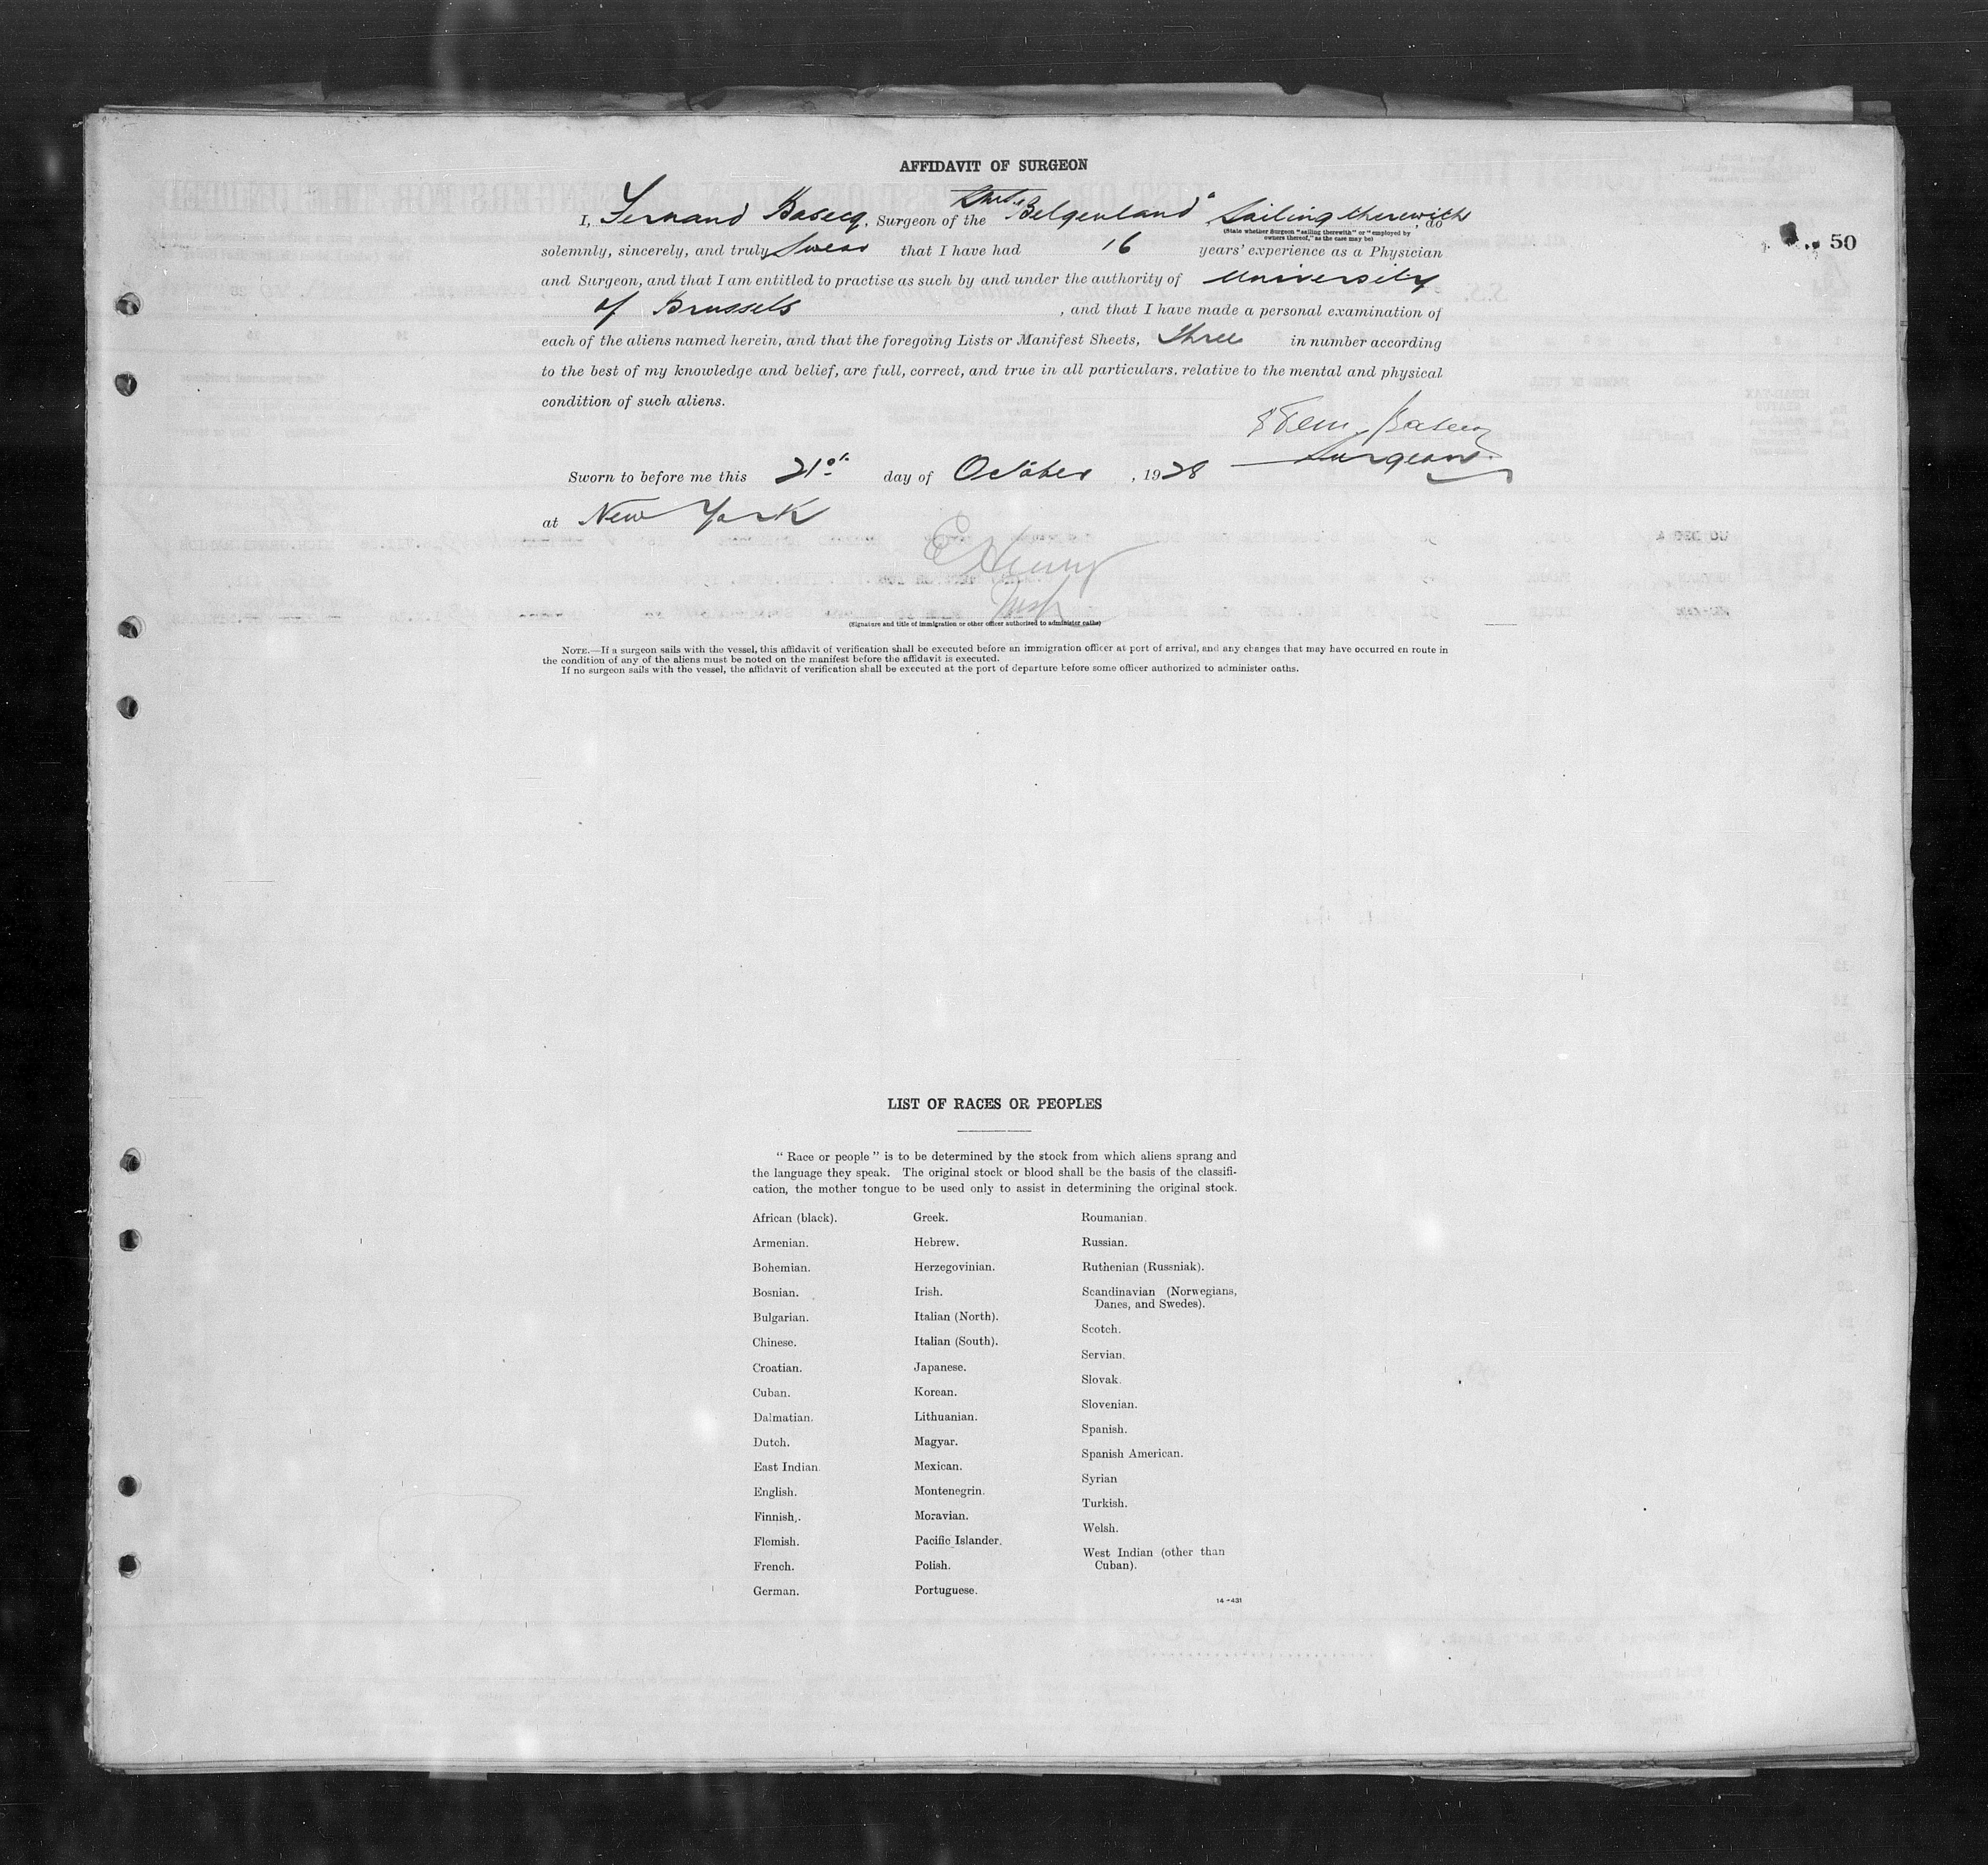 AFFIDAVIT OF SURGEON
I, Fernand Basecq, Surgeon of the "Belgenland", Sailing therewith, do
(State whether Surgeon "sailing therewith" or "employed by
owners thereof," as the case may be)
50
solemnly, sincerely, and truly Swear that I have had 16 years' experience as a Physician
and Surgeon, and that I am entitled to practise as such by and under the authority of University
of Brussels, and that I have made a personal examination of
each of the aliens named herein, and that the foregoing Lists or Manifest Sheets, Three in number according
to the best of my knowledge and belief, are full, correct, and true in all particulars, relative to the mental and physical
condition of such aliens.
Surgeon.
Sworn to before me this 21st day of October, 1928
at New York
(Signature and title of immigration or other officer authorized to administer oaths)
NOTE.—If a surgeon sails with the vessel, this affidavit of verification shall be executed before an immigration officer at port of arrival, and any changes that may have occurred en route in
the condition of any of the aliens must be noted on the manifest before the affidavit is executed.
If no surgeon sails with the vessel, the affidavit of verification shall be executed at the port of departure before some officer authorized to administer oaths.
LIST OF RACES OR PEOPLES
"Race or people" is to be determined by the stock from which aliens sprang and
the language they speak. The original stock or blood shall be the basis of the classifi-
cation, the mother tongue to be used only to assist in determining the original stock.
African (black).
Armenian.
Bohemian.
Bosnian.
Bulgarian.
Chinese.
Croatian.
Cuban.
Dalmatian.
Dutch.
East Indian.
English.
Finnish.
Flemish.
French.
German.
Greek.
Hebrew.
Herzegovinian.
Irish.
Italian (North).
Italian (South).
Japanese.
Korean.
Lithuanian.
Magyar.
Mexican.
Montenegrin.
Moravian.
Pacific Islander.
Polish.
Portuguese.
Roumanian.
Russian.
Ruthenian (Russniak).
Scandinavian (Norwegians,
Danes, and Swedes).
Scotch.
Servian.
Slovak.
Slovenian.
Spanish.
Spanish American.
Syrian
Turkish.
Welsh.
West Indian (other than
Cuban).
14—431